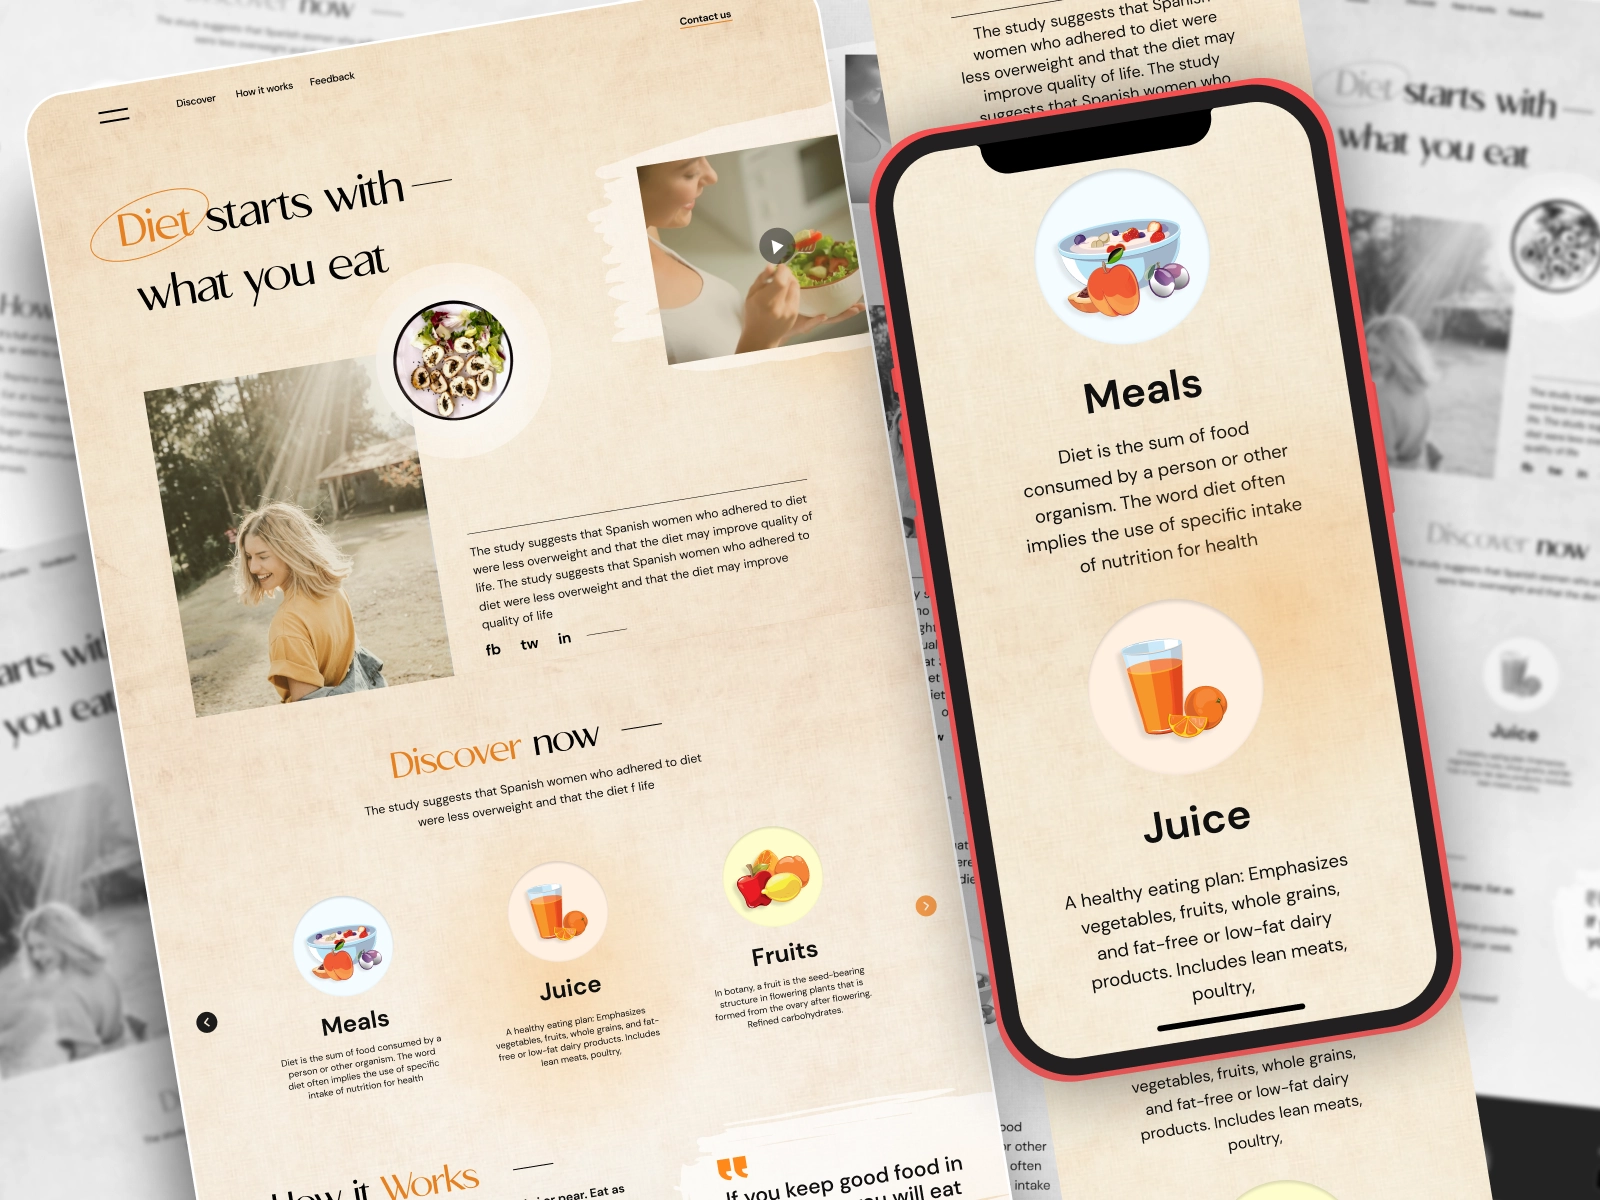 Discover now
Contact us
Discover How it works Feedback
Diet starts with
what you eat
The study suggests that Spanish women who adhered to diet
were less overweight and that the diet may improve quality of
life. The study suggests that Spanish women who adhered to
diet were less overweight and that the diet may improve
quality of life
fb tw in
Discover now
The study suggests that Spanish women who adhered to diet
were less overweight and that the diet f life
Meals
Diet is the sum of food consumed by a
person or other organism. The word
diet often implies the use of specific
intake of nutrition for health
Juice
A healthy eating plan: Emphasizes
vegetables, fruits, whole grains, and fat-
free or low-fat dairy products. Includes
lean meats, poultry,
Fruits
In botany, a fruit is the seed-bearing
structure in flowering plants that is
formed from the ovary after flowering.
Refined carbohydrates.
How it Works
or near. Eat as
If you keep good food in
you will eat
The study suggests that Spanish
women who adhered to diet were
less overweight and that the diet may
improve quality of life. The study
suggests that Spanish women who
Meals
Diet is the sum of food
consumed by a person or other
organism. The word diet often
implies the use of specific intake
of nutrition for health
Juice
A healthy eating plan: Emphasizes
vegetables, fruits, whole grains,
and fat-free or low-fat dairy
products. Includes lean meats,
poultry,
vegetables, fruits, whole grains,
and fat-free or low-fat dairy
products. Includes lean meats,
poultry,
or other
often
intake
Diet starts with
what you eat
Discover now
Juice
arts with
you eat